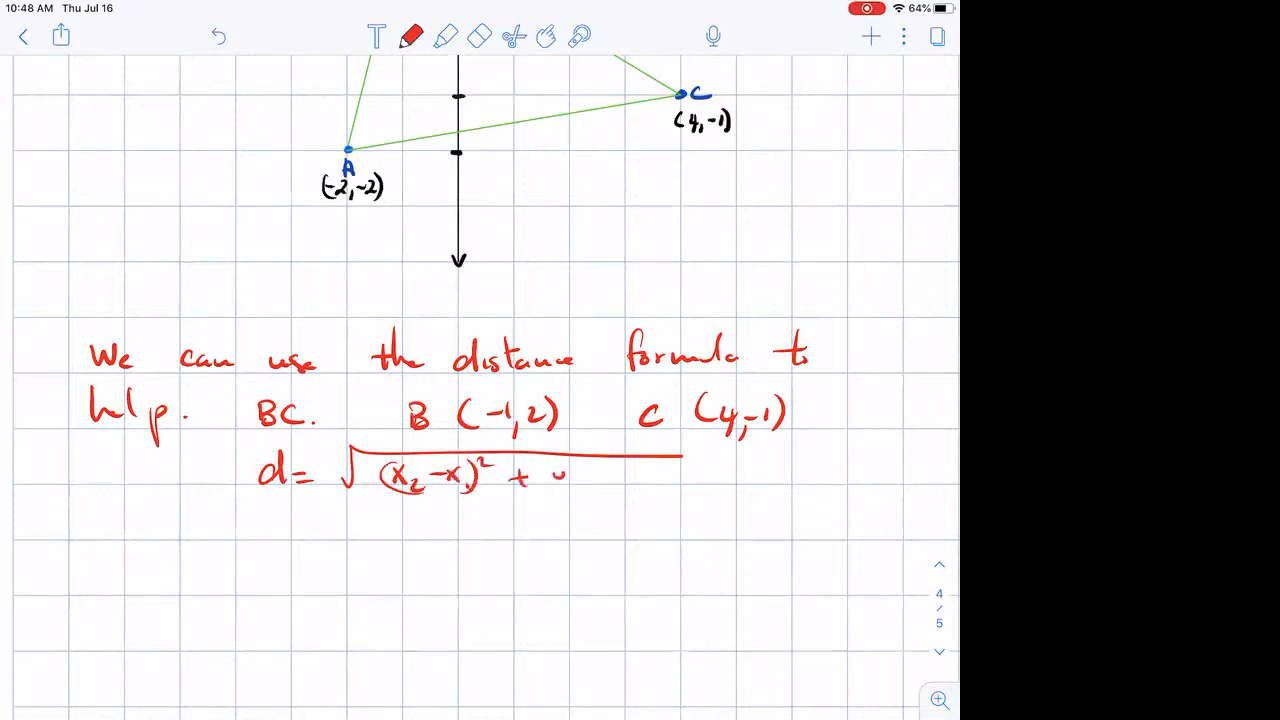 10:48 AM Thu Jul 16
64%
T
C
(4,-1)
A
(-2,-2)
We can use the distance formula to
help. BC. B (-1,2) C (4,-1)
d= √(x₂-x₁)² +
4
/
5